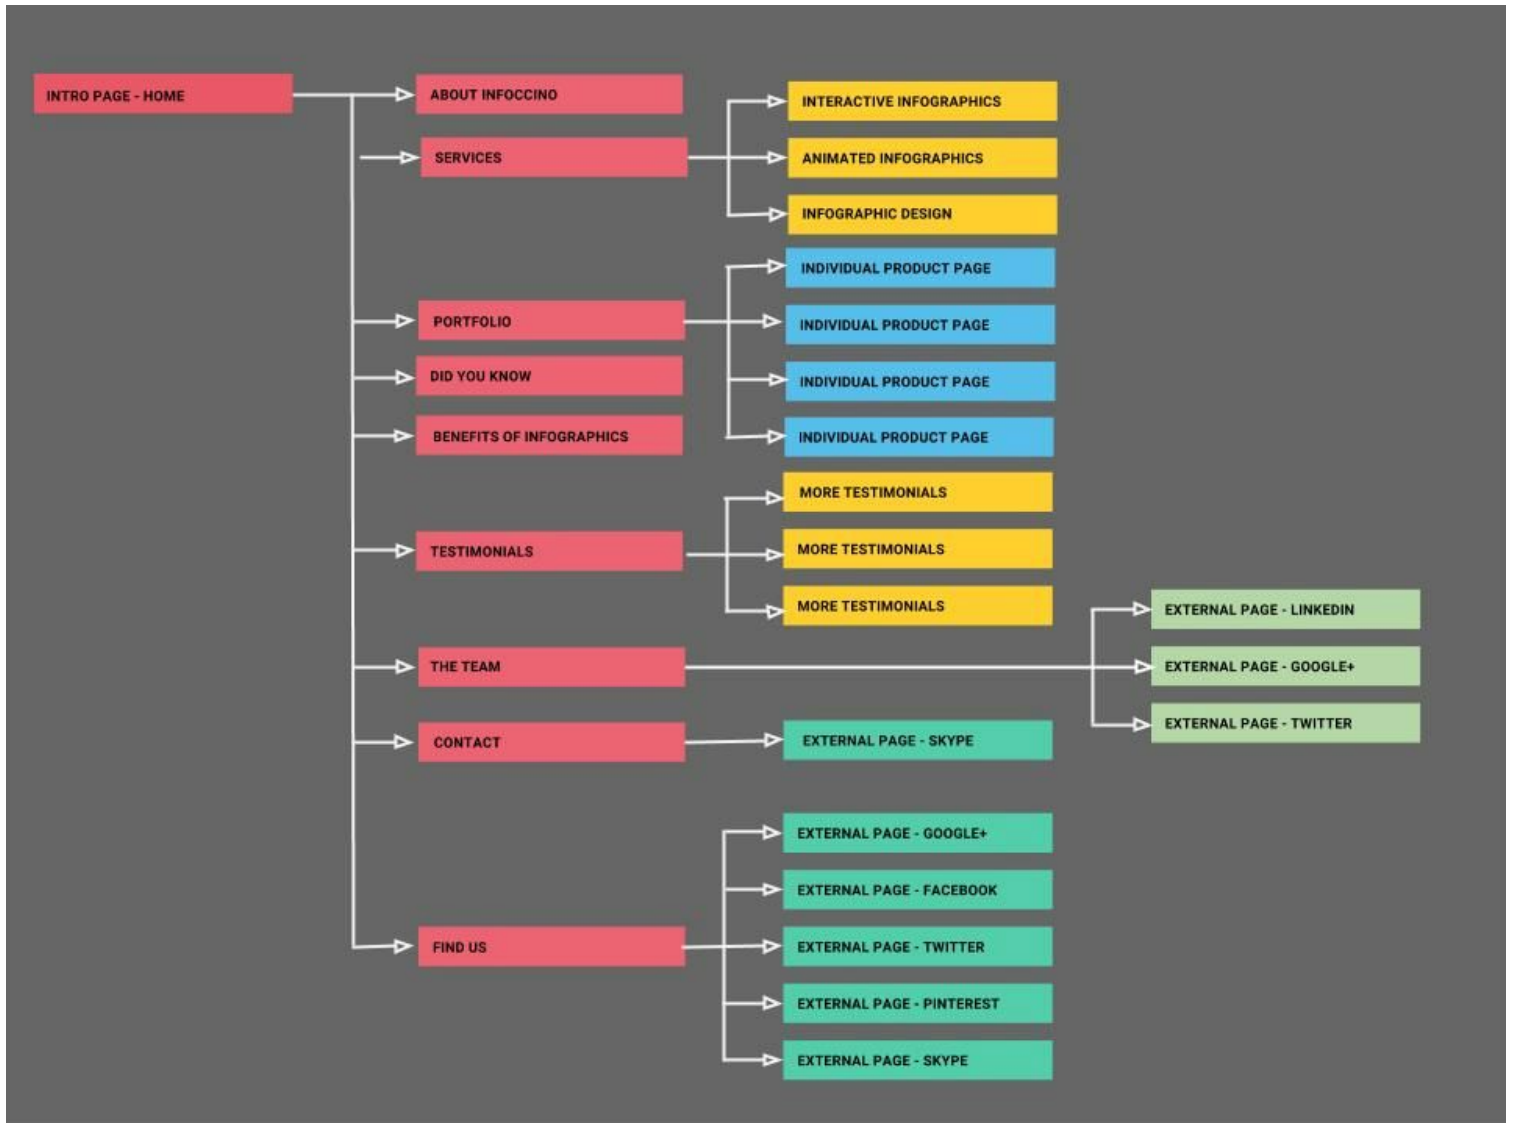 INTRO PAGE - HOME
ABOUT INFOCCINO
SERVICES
INTERACTIVE INFOGRAPHICS
ANIMATED INFOGRAPHICS
INFOGRAPHIC DESIGN
PORTFOLIO
INDIVIDUAL PRODUCT PAGE
INDIVIDUAL PRODUCT PAGE
INDIVIDUAL PRODUCT PAGE
INDIVIDUAL PRODUCT PAGE
DID YOU KNOW
BENEFITS OF INFOGRAPHICS
TESTIMONIALS
MORE TESTIMONIALS
MORE TESTIMONIALS
MORE TESTIMONIALS
THE TEAM
EXTERNAL PAGE - LINKEDIN
EXTERNAL PAGE - GOOGLE+
EXTERNAL PAGE - TWITTER
CONTACT
EXTERNAL PAGE - SKYPE
FIND US
EXTERNAL PAGE - GOOGLE+
EXTERNAL PAGE - FACEBOOK
EXTERNAL PAGE - TWITTER
EXTERNAL PAGE - PINTEREST
EXTERNAL PAGE - SKYPE